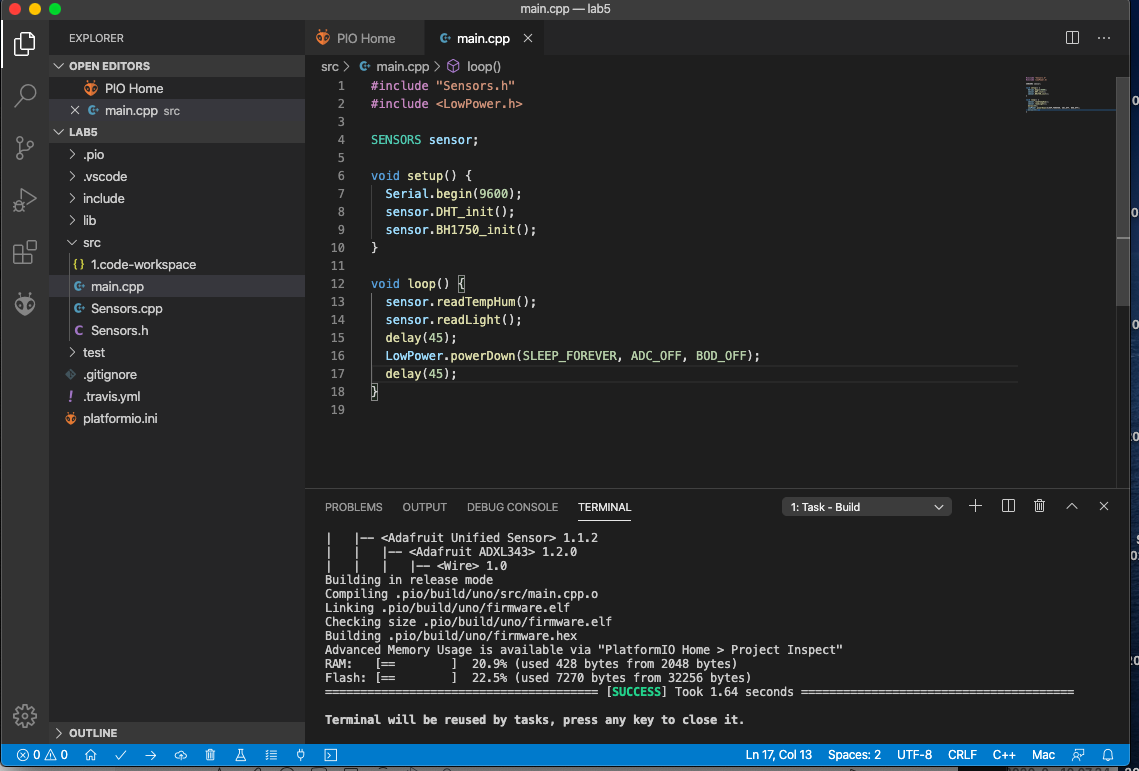 main.cpp — lab5
EXPLORER
OPEN EDITORS
PIO Home
main.cpp src
LAB5
.pio
.vscode
include
lib
src
{} 1.code-workspace
main.cpp
Sensors.cpp
C Sensors.h
test
.gitignore
! .travis.yml
platformio.ini
OUTLINE
PIO Home
main.cpp
src > main.cpp > loop()
1 #include "Sensors.h"
2 #include <LowPower.h>
3
4 SENSORS sensor;
5
6 void setup() {
7 Serial.begin(9600);
8 sensor.DHT_init();
9 sensor.BH1750_init();
10 }
11
12 void loop() {
13 sensor.readTempHum();
14 sensor.readLight();
15 delay(45);
16 LowPower.powerDown(SLEEP_FOREVER, ADC_OFF, BOD_OFF);
17 delay(45);
18 }
19
PROBLEMS OUTPUT DEBUG CONSOLE TERMINAL 1: Task - Build
| |-- <Adafruit Unified Sensor> 1.1.2
| | |-- <Adafruit ADXL343> 1.2.0
| | | |-- <Wire> 1.0
Building in release mode
Compiling .pio/build/uno/src/main.cpp.o
Linking .pio/build/uno/firmware.elf
Checking size .pio/build/uno/firmware.elf
Building .pio/build/uno/firmware.hex
Advanced Memory Usage is available via "PlatformIO Home > Project Inspect"
RAM: [== ] 20.9% (used 428 bytes from 2048 bytes)
Flash: [== ] 22.5% (used 7270 bytes from 32256 bytes)
======================================= [SUCCESS] Took 1.64 seconds =======================================
Terminal will be reused by tasks, press any key to close it.
0 0 Ln 17, Col 13 Spaces: 2 UTF-8 CRLF C++ Mac